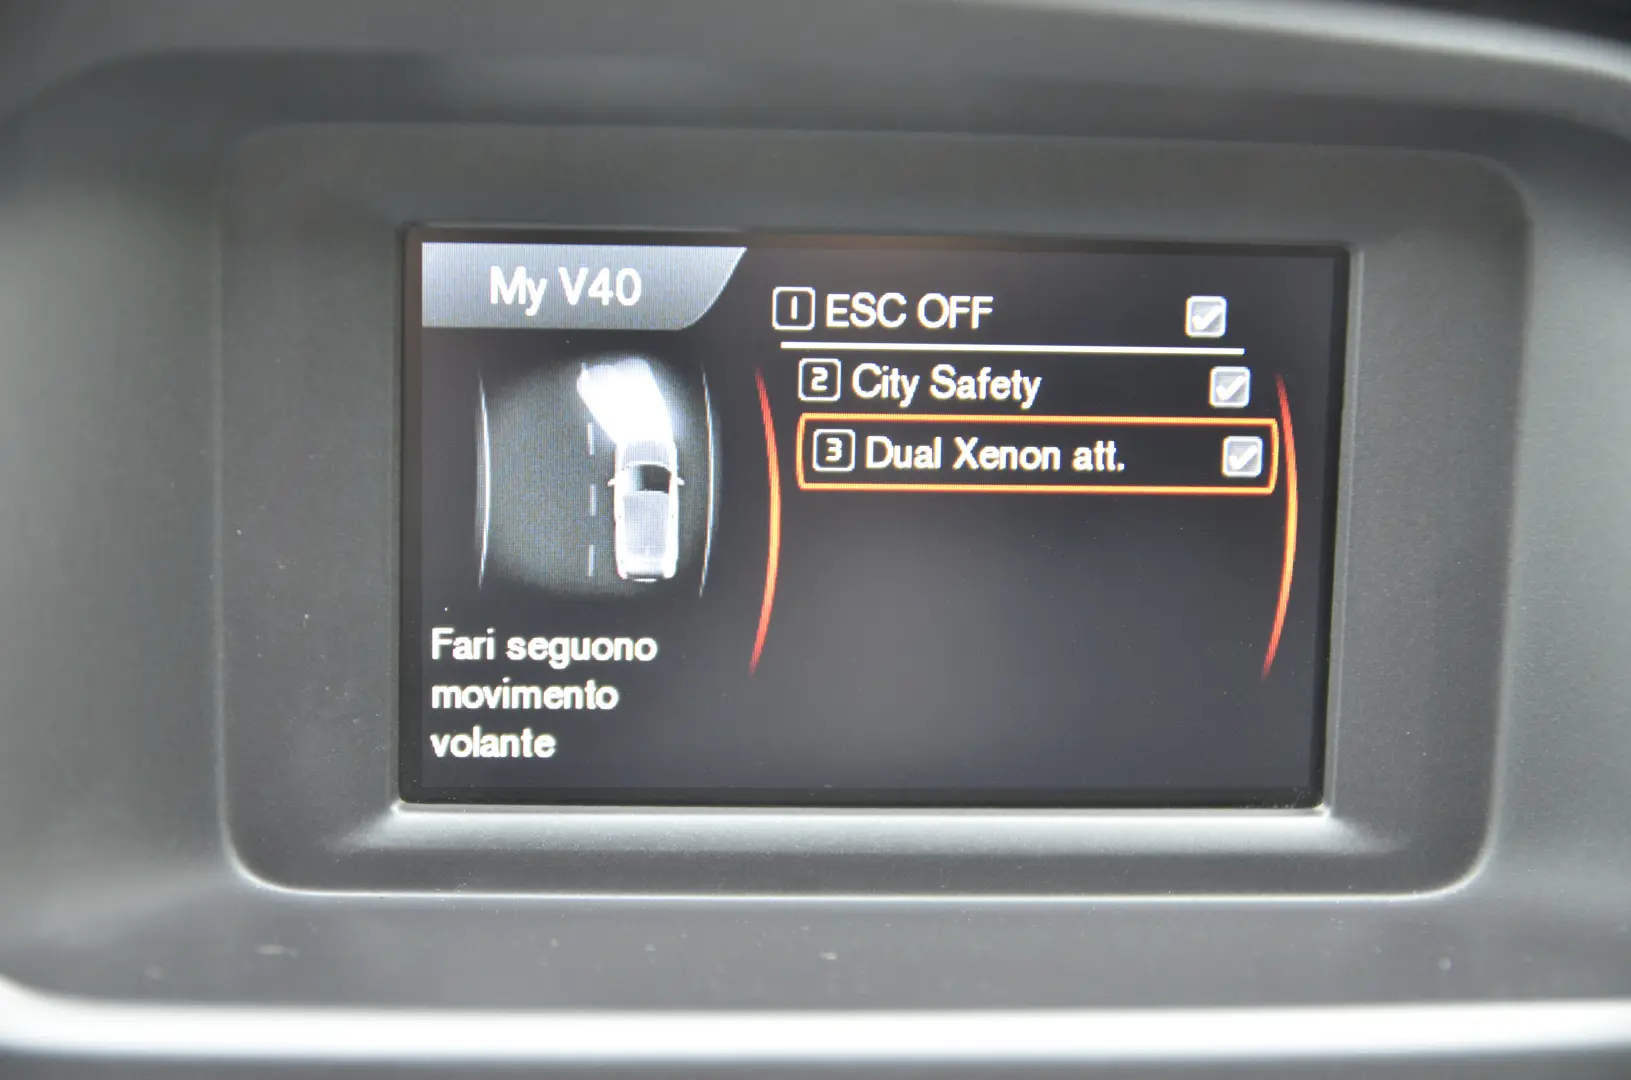 My V40
1 ESC OFF
2 City Safety
3 Dual Xenon att.
Fari seguono
movimento
volante